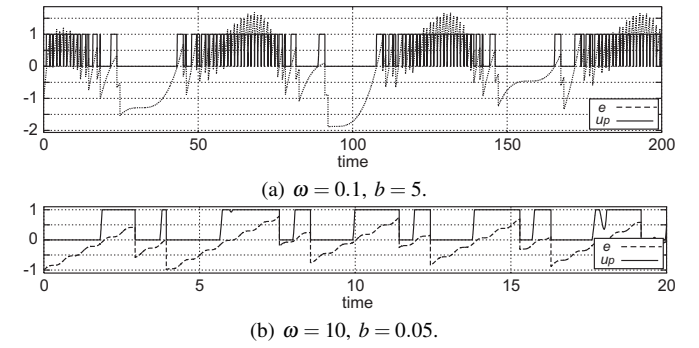 1
0
-1
-2
0
50
100
150
200
time
e
up
(a) ω = 0.1, b = 5.
1
0
-1
0
5
10
15
20
time
e
up
(b) ω = 10, b = 0.05.